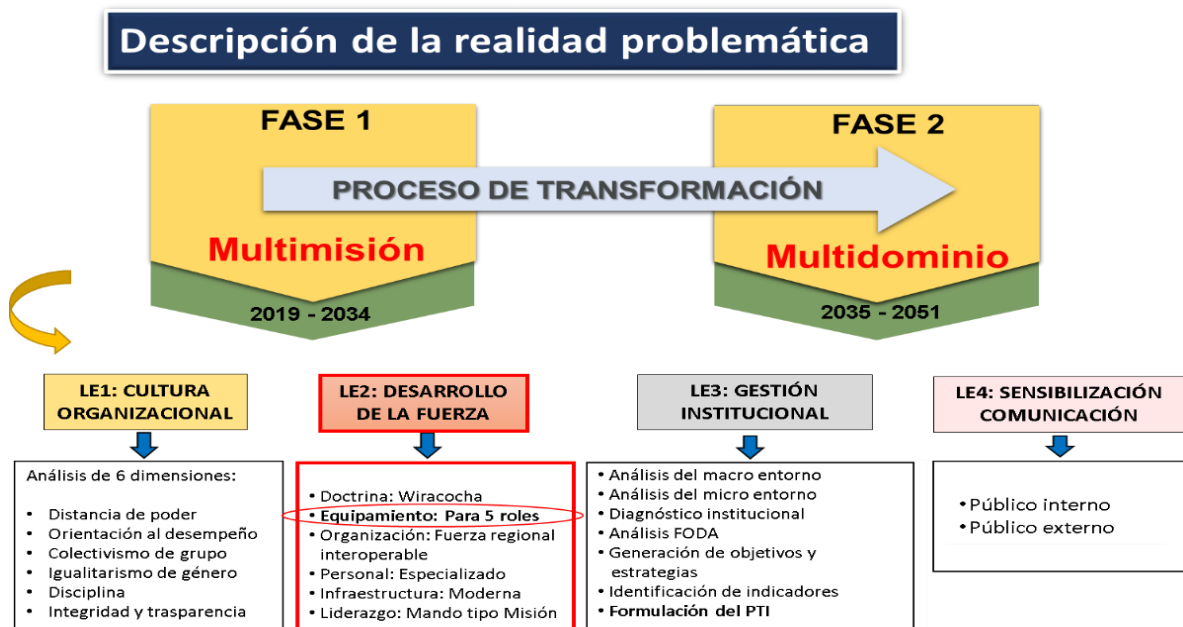 Descripción de la realidad problemática
FASE 1
FASE 2
PROCESO DE TRANSFORMACIÓN
Multimisión
Multidominio
2019 - 2034
2035 - 2051
LE1: CULTURA
ORGANIZACIONAL
Análisis de 6 dimensiones:
• Distancia de poder
• Orientación al desempeño
• Colectivismo de grupo
• Igualitarismo de género
• Disciplina
• Integridad y trasparencia
LE2: DESARROLLO
DE LA FUERZA
• Doctrina: Wiracocha
• Equipamiento: Para 5 roles
• Organización: Fuerza regional
interoperable
• Personal: Especializado
• Infraestructura: Moderna
• Liderazgo: Mando tipo Misión
LE3: GESTIÓN
INSTITUCIONAL
• Análisis del macro entorno
• Análisis del micro entorno
• Diagnóstico institucional
• Análisis FODA
• Generación de objetivos y
estrategias
• Identificación de indicadores
• Formulación del PTI
LE4: SENSIBILIZACIÓN
COMUNICACIÓN
• Público interno
• Público externo